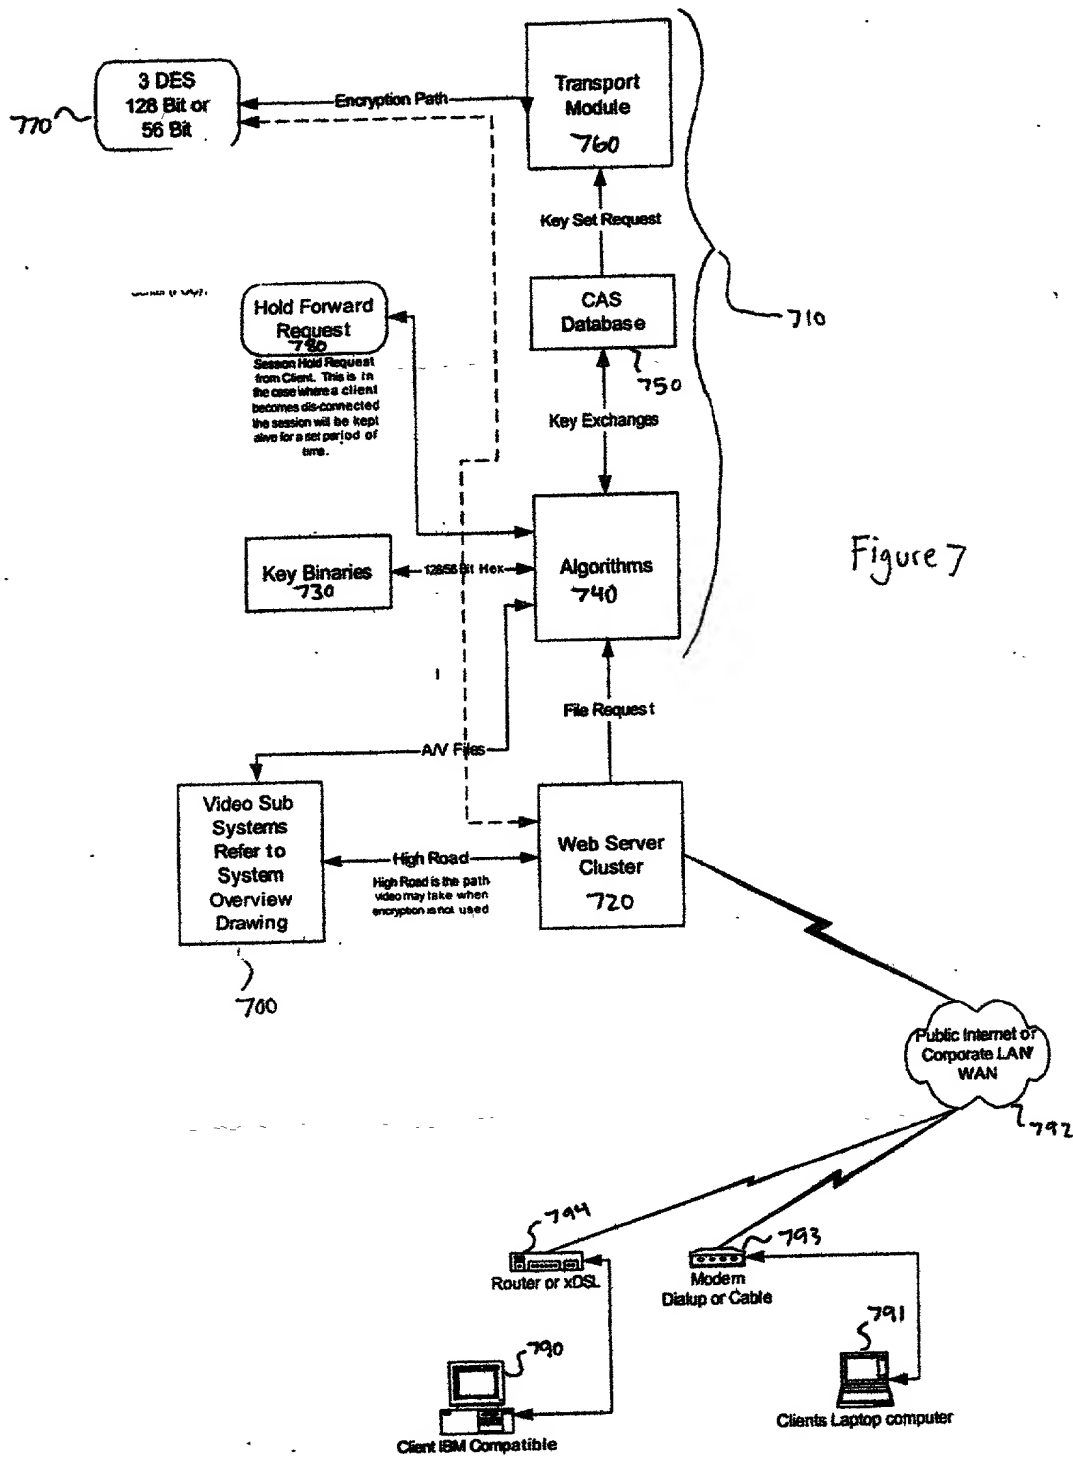 3 DES
128 Bit or
56 Bit
770
Encryption Path
Transport
Module
760
Key Set Request
710
Hold Forward
Request
780
Session Hold Request
from Client. This is in
the case where a client
becomes dis-connected
the session will be kept
alive for a set period of
time.
CAS
Database
750
Key Exchanges
Key Binaries
730
128/56 Bit Hex
Algorithms
740
Figure 7
File Request
A/V Files
Video Sub
Systems
Refer to
System
Overview
Drawing
700
High Road
High Road is the path
video may take when
encryption is not used
Web Server
Cluster
720
Public Internet or
Corporate LAN/
WAN
792
794
Router or xDSL
793
Modem
Dialup or Cable
790
Client IBM Compatible
791
Clients Laptop computer